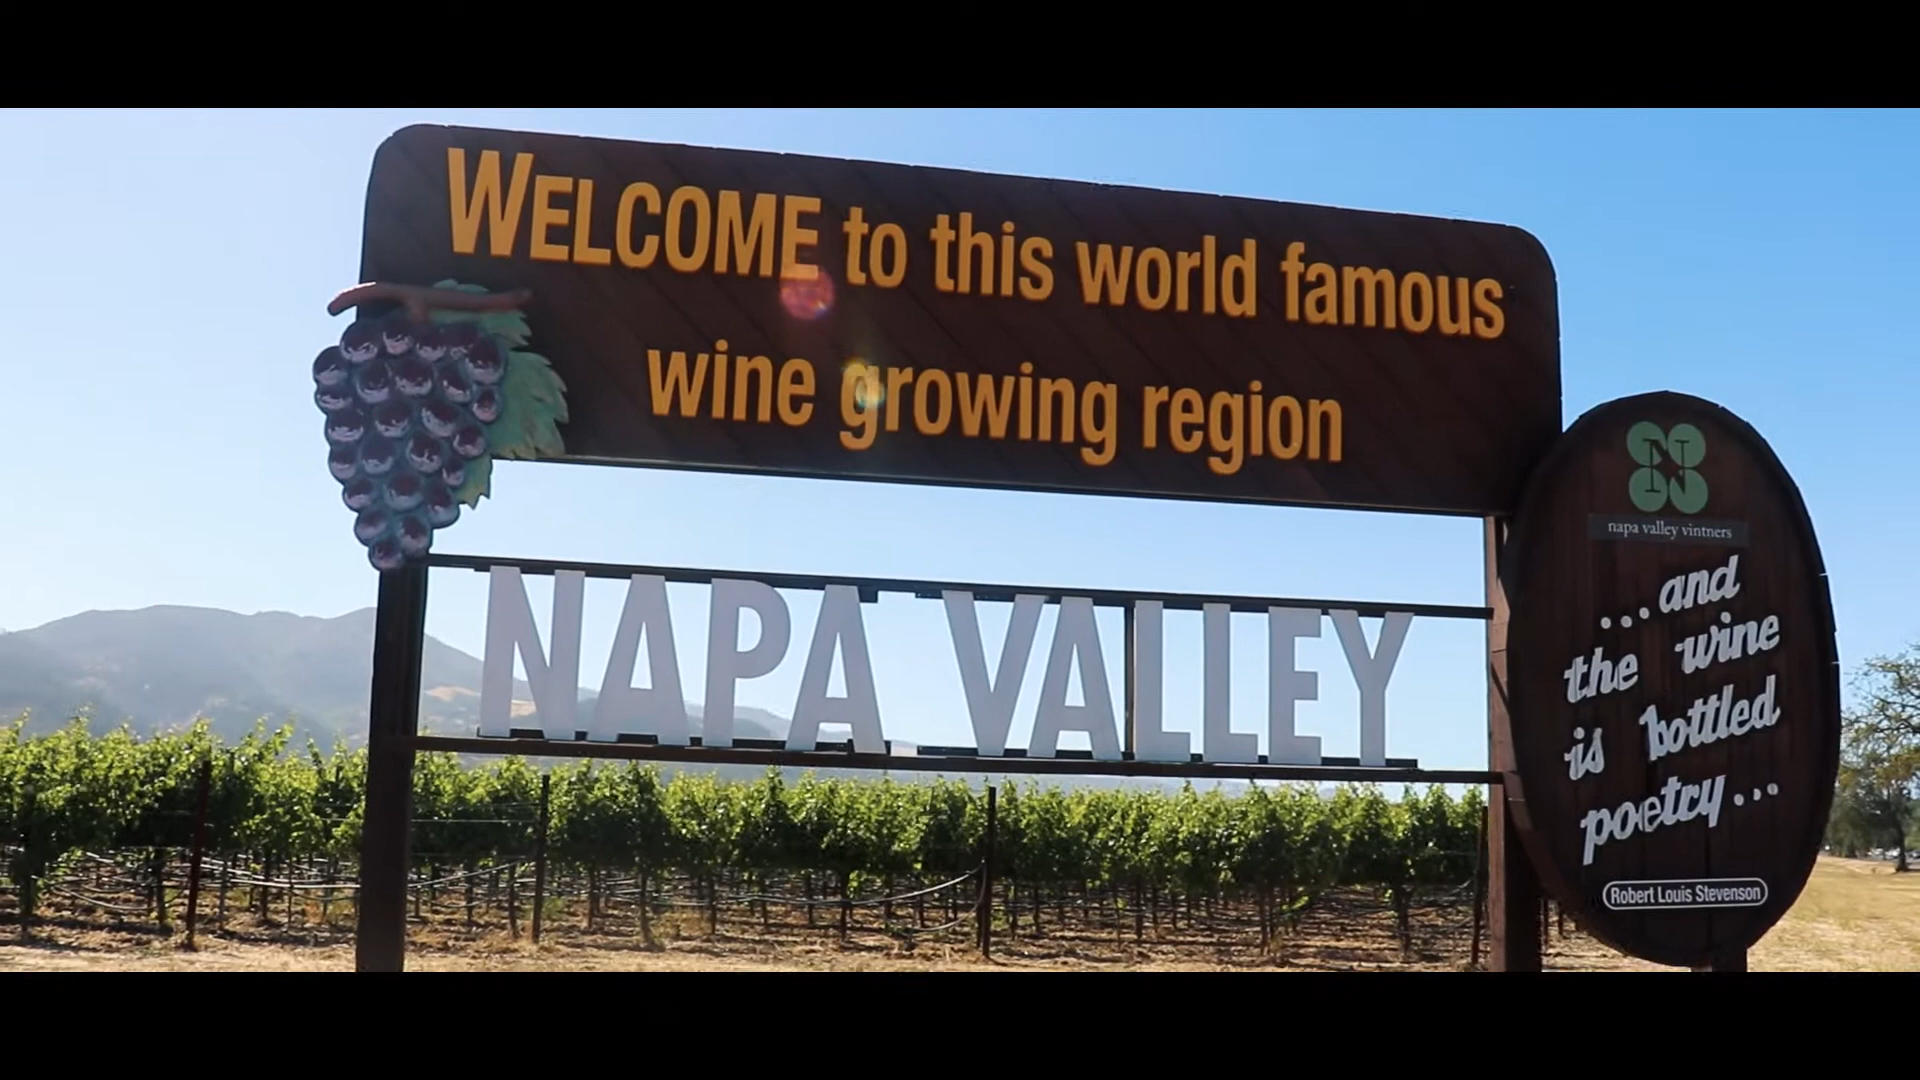 WELCOME to this world famous
wine growing region
NAPA VALLEY
N
napa valley vintners
...and
the wine
is bottled
poetry...
Robert Louis Stevenson